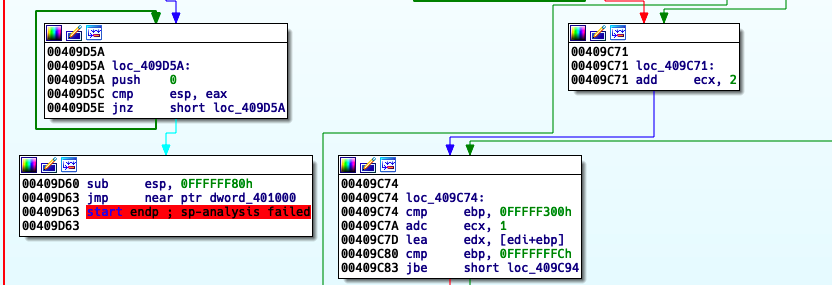 00409D5A
00409D5A loc_409D5A:
00409D5A push 0
00409D5C cmp esp, eax
00409D5E jnz short loc_409D5A
00409D60 sub esp, 0FFFFFF80h
00409D63 jmp near ptr dword_401000
00409D63 start endp ; sp-analysis failed
00409D63
00409C71
00409C71 loc_409C71:
00409C71 add ecx, 2
00409C74
00409C74 loc_409C74:
00409C74 cmp ebp, 0FFFFF300h
00409C7A adc ecx, 1
00409C7D lea edx, [edi+ebp]
00409C80 cmp ebp, 0FFFFFFFCh
00409C83 jbe short loc_409C94